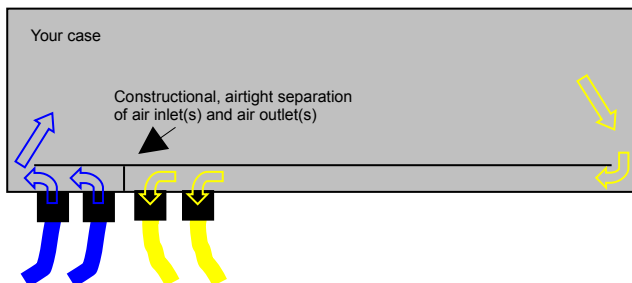 Your case
Constructional, airtight separation
of air inlet(s) and air outlet(s)